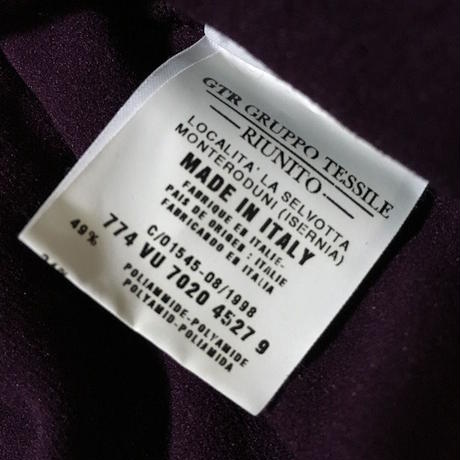 GTR GRUPPO TESSILE
RIUNITO
LOCALITA' LA SELVOTTA
MONTERODUNI (ISERNIA)
MADE IN ITALY
FABRIQUE EN ITALIE-
PAIS DE ORIGEN : ITALIE
FABRICANDO EN ITALIA
C/01545-08/1998
774 VU 7020 4527 9
49%
POLIAMMIDE-POLYAMIDE
POLYAMID-POLIAMIDA